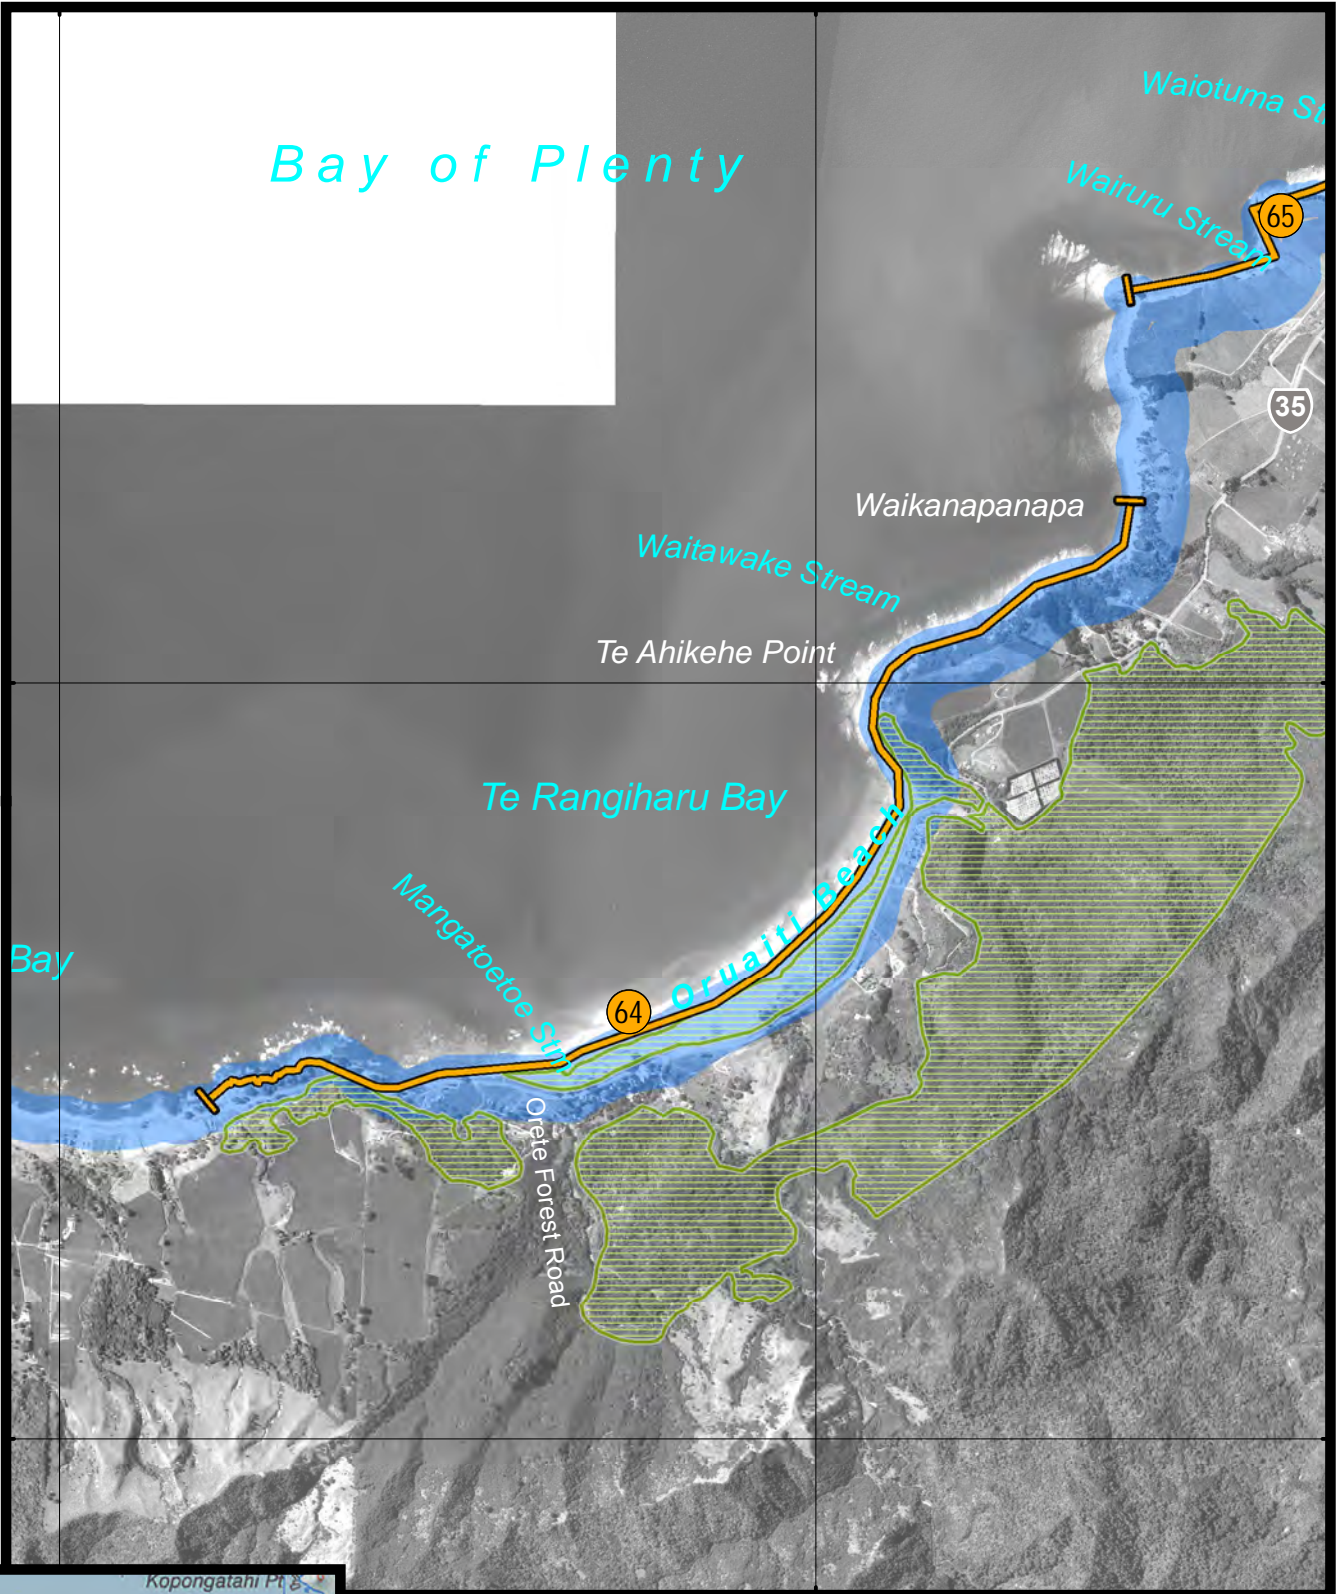 Waiotuma St
Bay of Plenty
Wairuru Stream
65
35
Waikanapanapa
Waitawake Stream
Te Ahikehe Point
Te Rangiharu Bay
Oruaiti Beach
Mangatoetoe Stm
Bay
64
Orete Forest Road
Kopongatahi Pt